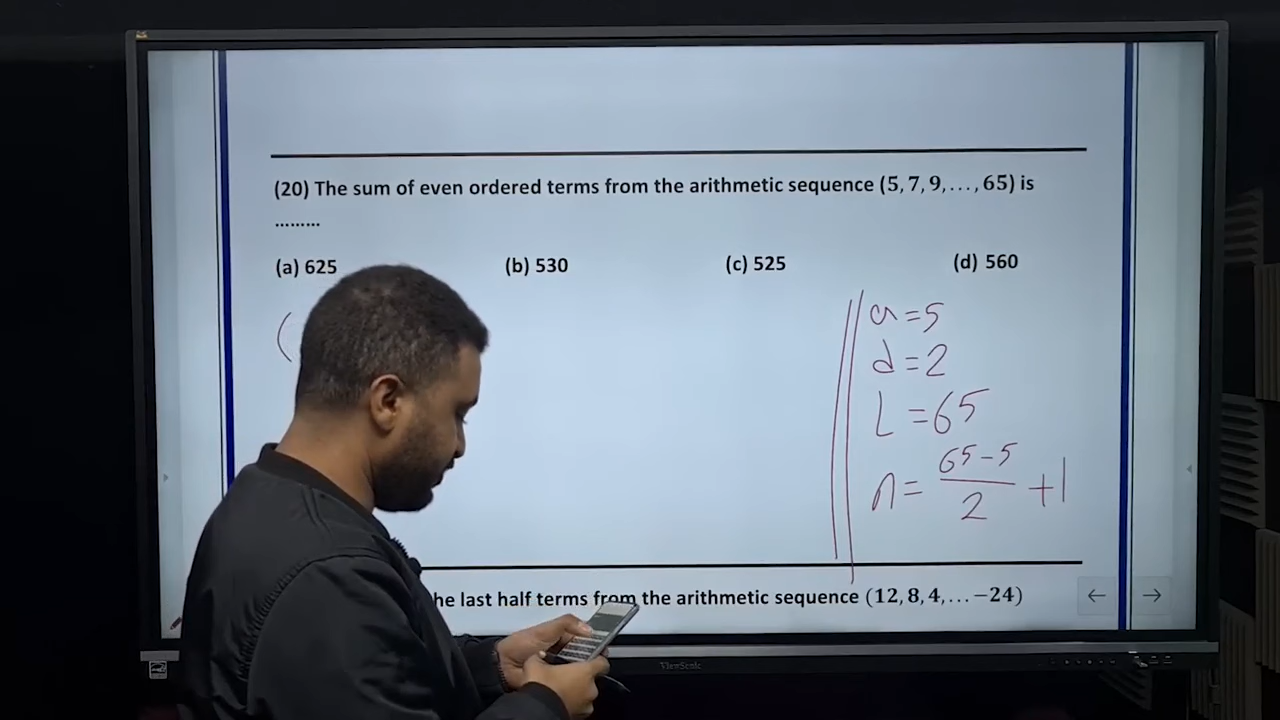 (20) The sum of even ordered terms from the arithmetic sequence (5, 7, 9, . . . , 65) is
.........
(a) 625 (b) 530 (c) 525 (d) 560
(
a = 5
d = 2
L = 65
n = \frac{65 - 5}{2} + 1
he last half terms from the arithmetic sequence (12, 8, 4, . . . −24)
ViewSonic